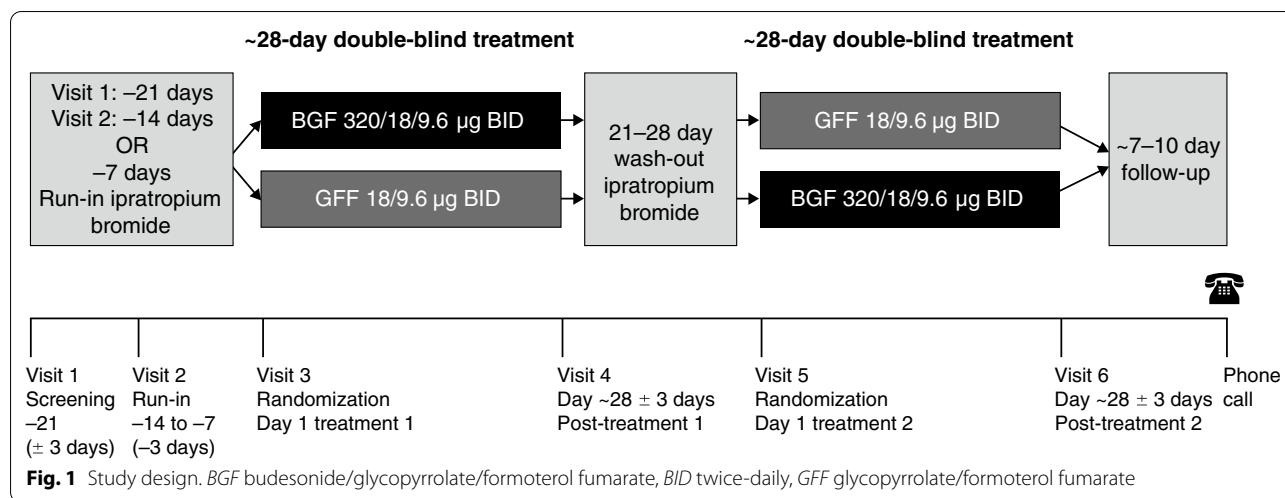 ~28-day double-blind treatment
~28-day double-blind treatment
Visit 1: –21 days
Visit 2: –14 days
OR
–7 days
Run-in ipratropium
bromide
BGF 320/18/9.6 µg BID
GFF 18/9.6 µg BID
21–28 day
wash-out
ipratropium
bromide
GFF 18/9.6 µg BID
BGF 320/18/9.6 µg BID
~7–10 day
follow-up
Visit 1
Screening
–21
(± 3 days)
Visit 2
Run-in
–14 to –7
(–3 days)
Visit 3
Randomization
Day 1 treatment 1
Visit 4
Day ~28 ± 3 days
Post-treatment 1
Visit 5
Randomization
Day 1 treatment 2
Visit 6
Day ~28 ± 3 days
Post-treatment 2
Phone
call
Fig. 1 Study design. BGF budesonide/glycopyrrolate/formoterol fumarate, BID twice-daily, GFF glycopyrrolate/formoterol fumarate